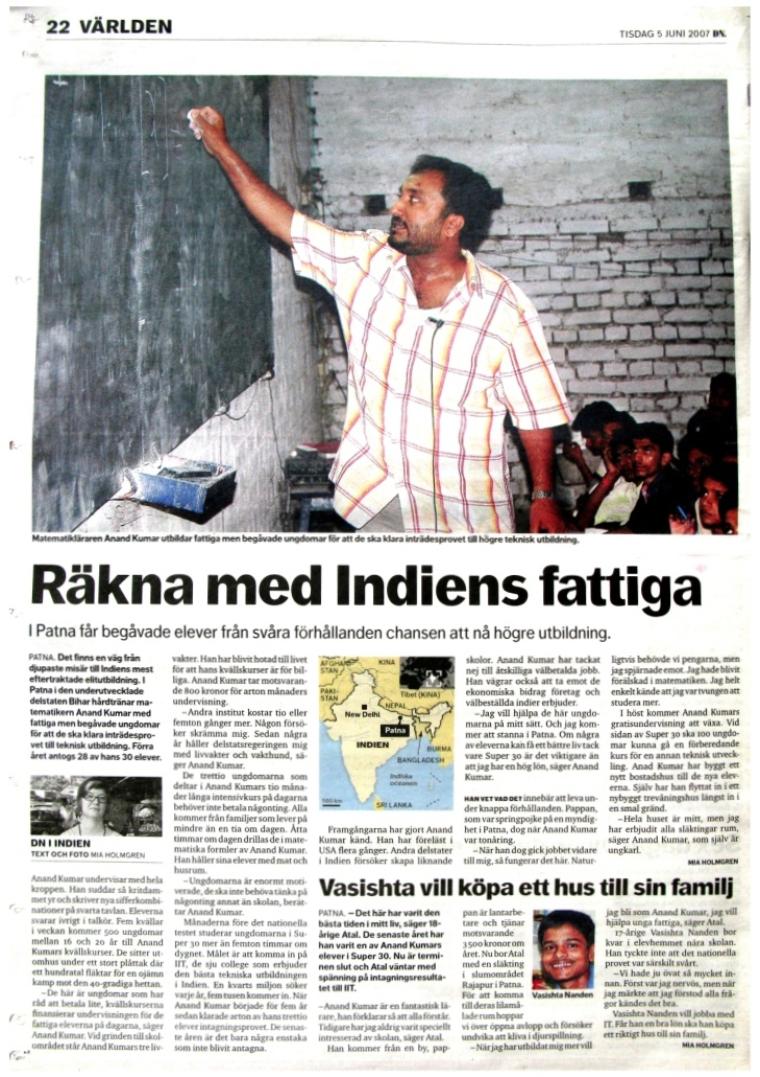 22 VÄRLDEN
TISDAG 5 JUNI 2007 DN.
Matematikläraren Anand Kumar utbildar fattiga men begåvade ungdomar för att de ska klara inträdesprovet till högre teknisk utbildning.
Räkna med Indiens fattiga
I Patna får begåvade elever från svåra förhållanden chansen att nå högre utbildning.
PATNA. Det finns en väg från
djupaste misär till Indiens mest
eftertraktade elitutbildning. I
Patna i den underutvecklade
delstaten Bihar hårdtränar ma-
tematikern Anand Kumar med
fattiga men begåvade ungdomar
för att de ska klara inträdespro-
vet till teknisk utbildning. Förra
året antogs 28 av hans 30 elever.
DN I INDIEN
TEXT OCH FOTO MIA HOLMGREN
Anand Kumar undervisar med hela
kroppen. Han suddar så kritdam-
met yr och skriver nya sifferkombi-
nationer på svarta tavlan. Eleverna
svarar ivrigt i talkör. Fem kvällar
i veckan kommer 500 ungdomar
mellan 16 och 20 år till Anand
Kumars kvällskurser. De sitter ut-
omhus under ett stort plåttak där
ett hundratal fläktar för en ojämn
kamp mot den 40-gradiga hettan.
–De här är ungdomar som har
råd att betala lite, kvällskurserna
finansierar undervisningen för de
fattiga eleverna på dagarna, säger
Anand Kumar. Vid grinden till skol-
området står Anand Kumars tre liv-
vakter. Han har blivit hotad till livet
för att hans kvällskurser är för bil-
liga. Anand Kumar tar motsvaran-
de 800 kronor för arton månaders
undervisning.
–Andra institut kostar tio eller
femton gånger mer. Någon försö-
ker skrämma mig. Sedan några
år håller delstatsregeringen mig
med livvakter och vakthund, sä-
ger Anand Kumar.
De trettio ungdomarna som
deltar i Anand Kumars tio måna-
der långa intensivkurs på dagarna
behöver inte betala någonting. Alla
kommer från familjer som lever på
mindre än en tia om dagen. Åtta
timmar om dagen drillas de i mate-
matiska formler av Anand Kumar.
Han håller sina elever med mat och
husrum.
–Ungdomarna är enormt moti-
verade, de ska inte behöva tänka på
någonting annat än skolan, berät-
tar Anand Kumar.
Månaderna före det nationella
testet studerar ungdomarna i Su-
per 30 mer än femton timmar om
dygnet. Målet är att komma in på
IIT, de sju college som erbjuder
den bästa tekniska utbildningen
i Indien. En kvarts miljon söker
varje år, fem tusen kommer in. När
Anand Kumar började för fem år
sedan klarade arton av hans trettio
elever intagningsprovet. De senas-
te åren är det bara några enstaka
som inte blivit antagna.
AFGHANI-
STAN
KINA
PAKI-
STAN
Tibet (KINA)
NEPAL
New Delhi
Patna
INDIEN
BURMA
BANGLADESH
Indiska
oceanen
500 km
SRI LANKA
Framgångarna har gjort Anand
Kumar känd. Han har föreläst i
USA flera gånger. Andra delstater
i Indien försöker skapa liknande
skolor. Anand Kumar har tackat
nej till åtskilliga välbetalda jobb.
Han vägrar också att ta emot de
ekonomiska bidrag företag och
välbeställda indier erbjuder.
–Jag vill hjälpa de här ungdo-
marna på mitt sätt. Och jag kom-
mer att stanna i Patna. Om några
av eleverna kan få ett bättre liv tack
vare Super 30 är det viktigare än
att jag har en hög lön, säger Anand
Kumar.
HAN VET VAD DET innebär att leva un-
der knappa förhållanden. Pappan,
som var springpojke på en myndig-
het i Patna, dog när Anand Kumar
var tonåring.
–När han dog gick jobbet vidare
till mig, så fungerar det här. Natur-
ligtvis behövde vi pengarna, men
jag spjärnade emot. Jag hade blivit
förälskad i matematiken. Jag helt
enkelt kände att jag var tvungen att
studera mer.
I höst kommer Anand Kumars
gratisundervisning att växa. Vid
sidan av Super 30 ska 100 ungdo-
mar kunna gå en förberedande
kurs för en annan teknisk utveck-
ling. Anad Kumar har byggt ett
nytt bostadshus till de nya elev-
erna. Själv har han flyttat in i ett
nybyggt trevåningshus längst in i
en smal gränd.
–Hela huset är mitt, men jag
har erbjudit alla släktingar rum,
säger Anand Kumar, som själv är
ungkarl.
MIA HOLMGREN
Vasishta vill köpa ett hus till sin familj
PATNA. –Det här har varit den
bästa tiden i mitt liv, säger 18-
årige Atal. De senaste året har
han varit en av Anand Kumars
elever i Super 30. Nu är termi-
nen slut och Atal väntar med
spänning på intagningsresulta-
tet till IIT.
–Anand Kumar är en fantastisk lä-
rare, han förklarar så att alla förstår.
Tidigare har jag aldrig varit speciellt
intresserad av skolan, säger Atal.
Han kommer från en by, pap-
pan är lantarbe-
tare och tjänar
motsvarande
3 500 kronor om
året. Nu bor Atal
med en släkting
i slumområdet
Rajapur i Patna.
För att komma
till deras lilamå-
lade rum hoppar
vi över öppna avlopp och försöker
undvika att kliva i djurspillning.
–När jag har utbildat mig mer vill
Vasishta Nanden
jag bli som Anand Kumar, jag vill
hjälpa unga fattiga, säger Atal.
17-årige Vasishta Nanden bor
kvar i elevhemmet nära skolan.
Han tyckte inte att det nationella
provet var särskilt svårt.
–Vi hade ju övat så mycket in-
nan. Först var jag nervös, men när
jag märkte att jag förstod alla frå-
gor kändes det bra.
Vasishta Nanden vill jobba med
IT. Får han en bra lön ska han köpa
ett riktigt hus till sin familj.
MIA HOLMGREN